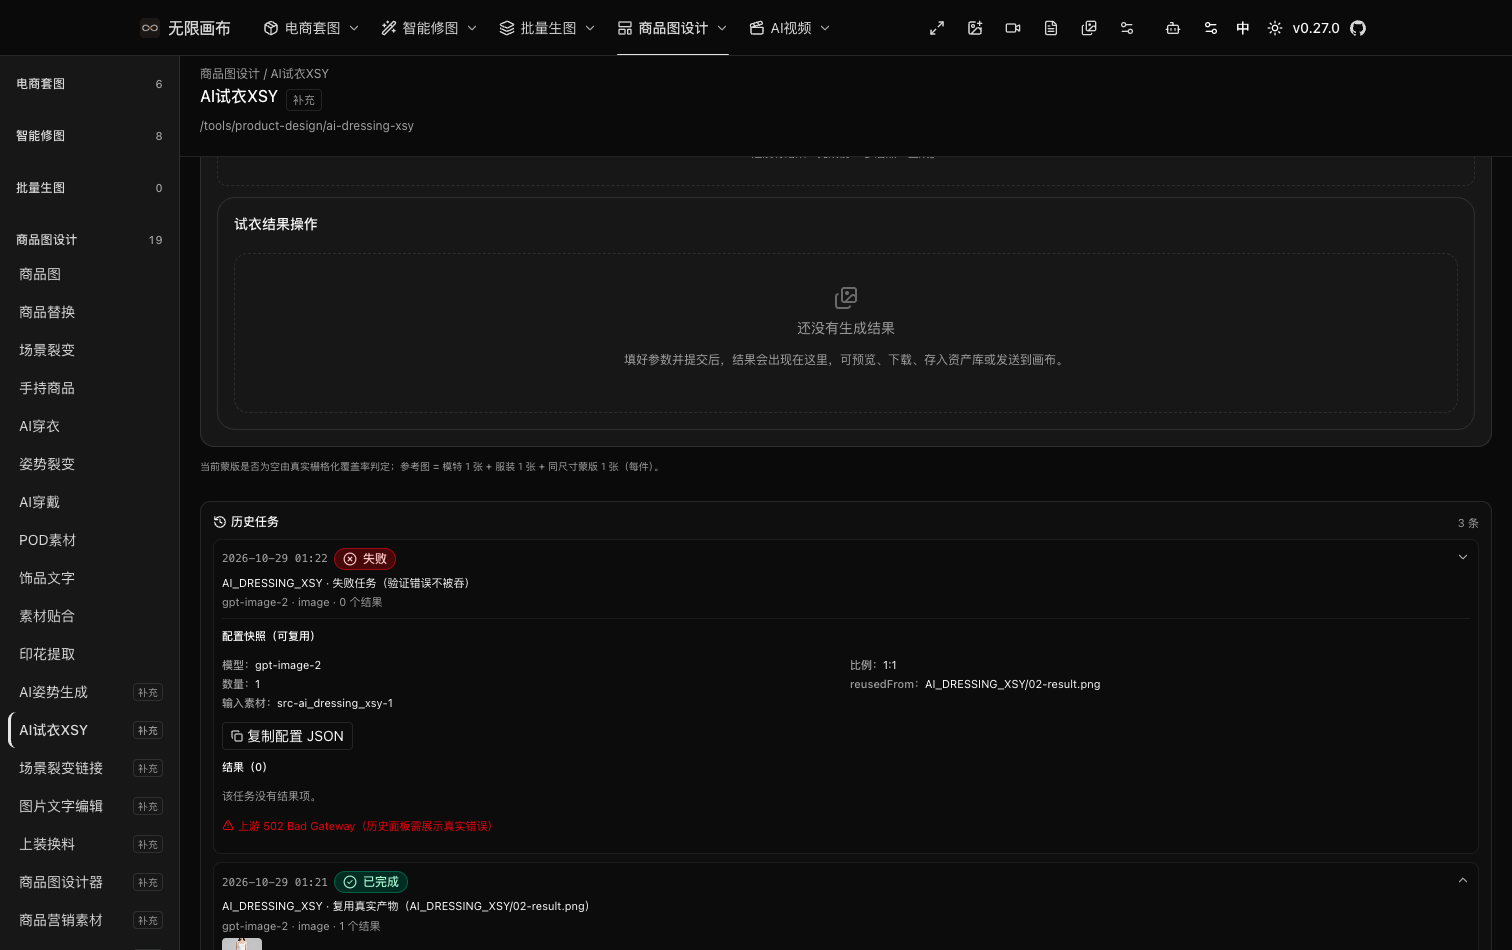 无限画布
电商套图
智能修图
批量生图
商品图设计
AI视频
中
v0.27.0
电商套图 6
智能修图 8
批量生图 0
商品图设计 19
商品图
商品替换
场景裂变
手持商品
AI穿衣
姿势裂变
AI穿戴
POD素材
饰品文字
素材贴合
印花提取
AI姿势生成 补充
AI试衣XSY 补充
场景裂变链接 补充
图片文字编辑 补充
上装换料 补充
商品图设计器 补充
商品营销素材 补充
商品图设计 / AI试衣XSY
AI试衣XSY 补充
/tools/product-design/ai-dressing-xsy
试衣结果操作
还没有生成结果
填好参数并提交后，结果会出现在这里，可预览、下载、存入资产库或发送到画布。
当前蒙版是否为空由真实栅格化覆盖率判定；参考图 = 模特 1 张 + 服装 1 张 + 同尺寸蒙版 1 张（每件）。
历史任务 3 条
2026-10-29 01:22 失败
AI_DRESSING_XSY · 失败任务（验证错误不被吞）
gpt-image-2 · image · 0 个结果
配置快照（可复用）
模型：gpt-image-2
比例：1:1
数量：1
reusedFrom：AI_DRESSING_XSY/02-result.png
输入素材：src-ai_dressing_xsy-1
复制配置 JSON
结果（0）
该任务没有结果项。
上游 502 Bad Gateway（历史面板需展示真实错误）
2026-10-29 01:21 已完成
AI_DRESSING_XSY · 复用真实产物（AI_DRESSING_XSY/02-result.png）
gpt-image-2 · image · 1 个结果